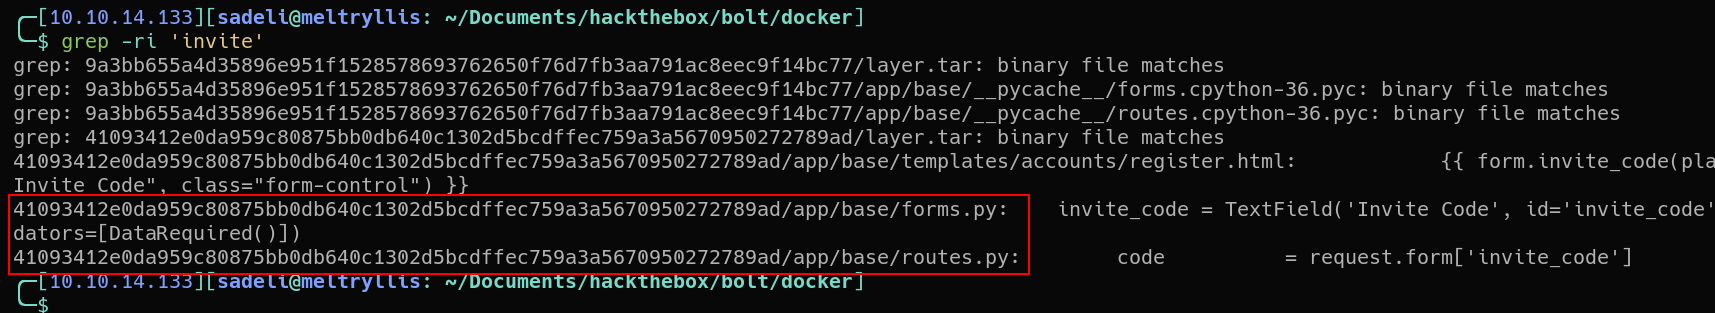 [10.10.14.133][sadeli@meltryllis: ~/Documents/hackthebox/bolt/docker]
$ grep -ri 'invite'
grep: 9a3bb655a4d35896e951f1528578693762650f76d7fb3aa791ac8eec9f14bc77/layer.tar: binary file matches
grep: 9a3bb655a4d35896e951f1528578693762650f76d7fb3aa791ac8eec9f14bc77/app/base/__pycache__/forms.cpython-36.pyc: binary file matches
grep: 9a3bb655a4d35896e951f1528578693762650f76d7fb3aa791ac8eec9f14bc77/app/base/__pycache__/routes.cpython-36.pyc: binary file matches
grep: 41093412e0da959c80875bb0db640c1302d5bcdffec759a3a5670950272789ad/layer.tar: binary file matches
41093412e0da959c80875bb0db640c1302d5bcdffec759a3a5670950272789ad/app/base/templates/accounts/register.html:            {{ form.invite_code(pla
Invite Code", class="form-control") }}
41093412e0da959c80875bb0db640c1302d5bcdffec759a3a5670950272789ad/app/base/forms.py:    invite_code = TextField('Invite Code', id='invite_code'
dators=[DataRequired()])
41093412e0da959c80875bb0db640c1302d5bcdffec759a3a5670950272789ad/app/base/routes.py:        code          = request.form['invite_code']
[10.10.14.133][sadeli@meltryllis: ~/Documents/hackthebox/bolt/docker]
$